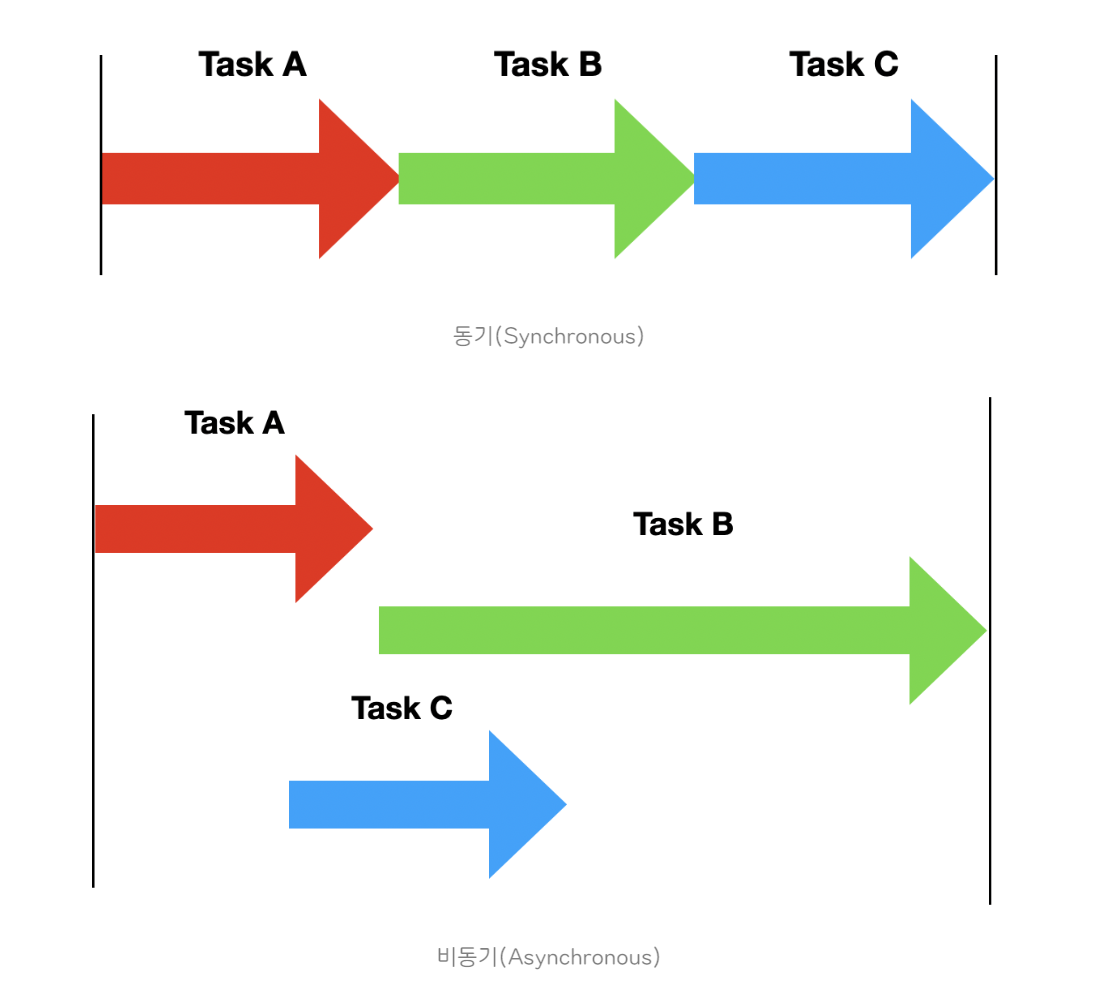 Task A Task B Task C
동기(Synchronous)
Task A
Task B
Task C
비동기(Asynchronous)